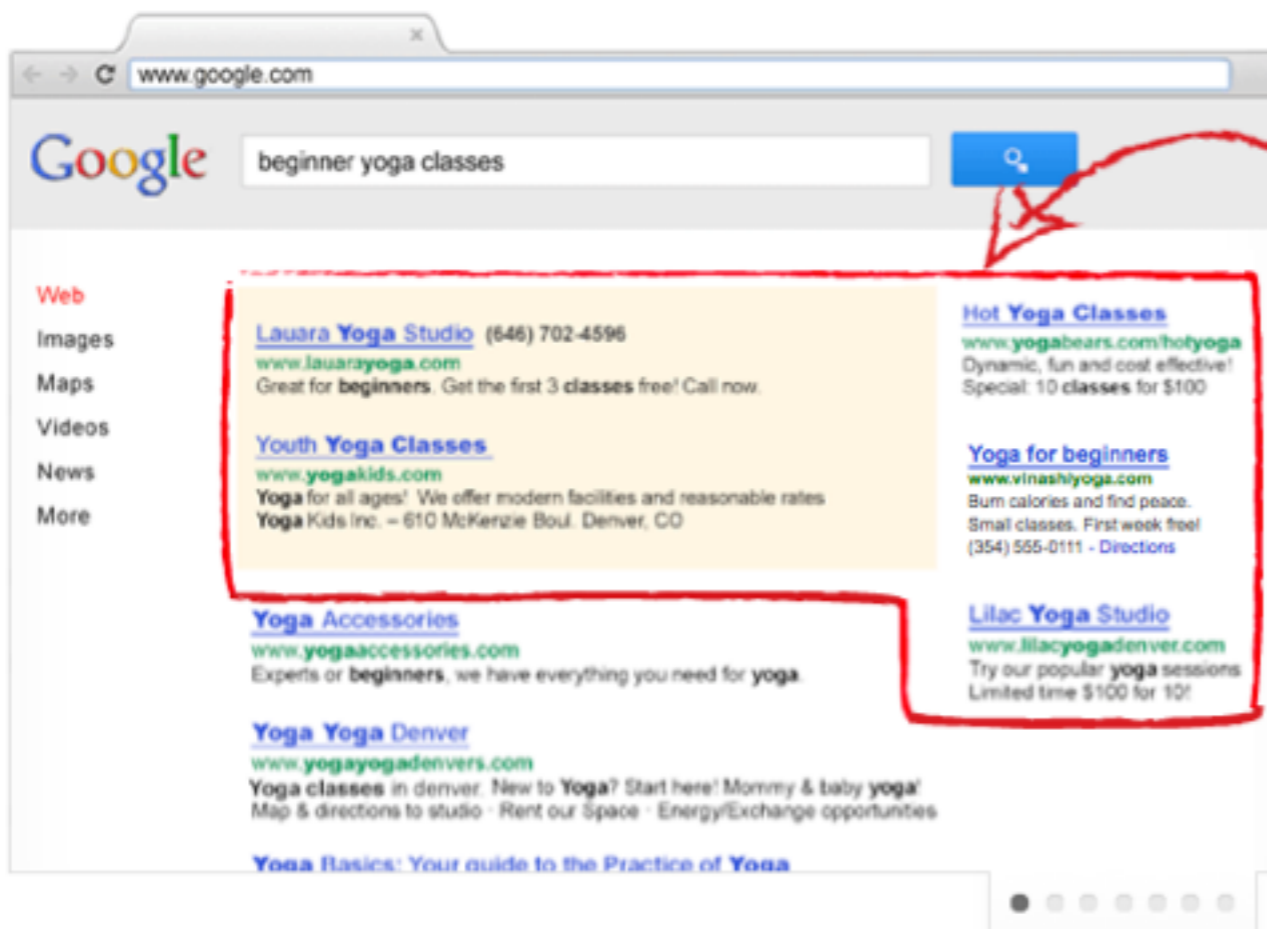 www.google.com
Google
beginner yoga classes
Web
Images
Maps
Videos
News
More
Lauara Yoga Studio (646) 702-4596
www.lauarayoga.com
Great for beginners. Get the first 3 classes free! Call now.
Youth Yoga Classes
www.yogakids.com
Yoga for all ages! We offer modern facilities and reasonable rates
Yoga Kids Inc. – 610 McKenzie Boul. Denver, CO
Yoga Accessories
www.yogaaccessories.com
Experts or beginners, we have everything you need for yoga.
Yoga Yoga Denver
www.yogayogadenvers.com
Yoga classes in denver. New to Yoga? Start here! Mommy & baby yoga!
Map & directions to studio · Rent our Space · Energy/Exchange opportunities
Yoga Basics: Your guide to the Practice of Yoga
Hot Yoga Classes
www.yogabears.com/hotyoga
Dynamic, fun and cost effective!
Special: 10 classes for $100
Yoga for beginners
www.vinashiyoga.com
Burn calories and find peace.
Small classes. First week free!
(354) 555-0111 - Directions
Lilac Yoga Studio
www.lilacyogadenver.com
Try our popular yoga sessions
Limited time $100 for 10!